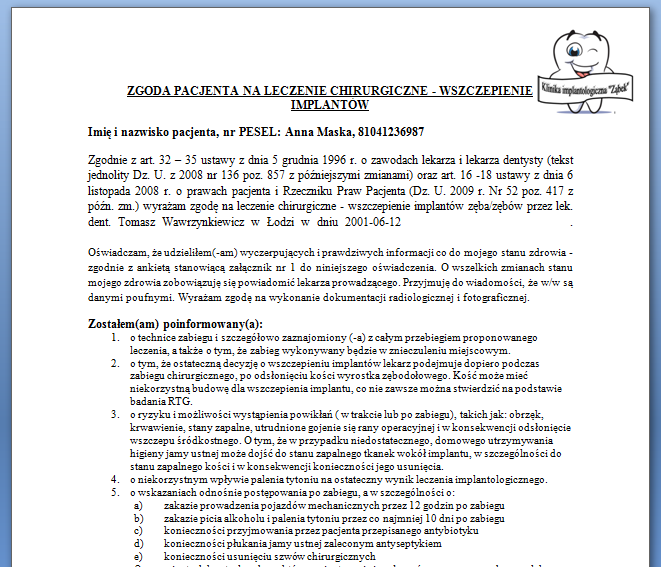 Klinika implantologiczna "Ząbek"
ZGODA PACJENTA NA LECZENIE CHIRURGICZNE - WSZCZEPIENIE
IMPLANTÓW
Imię i nazwisko pacjenta, nr PESEL: Anna Maska, 81041236987
Zgodnie z art. 32 – 35 ustawy z dnia 5 grudnia 1996 r. o zawodach lekarza i lekarza dentysty (tekst
jednolity Dz. U. z 2008 nr 136 poz. 857 z późniejszymi zmianami) oraz art. 16 -18 ustawy z dnia 6
listopada 2008 r. o prawach pacjenta i Rzeczniku Praw Pacjenta (Dz. U. 2009 r. Nr 52 poz. 417 z
późn. zm.) wyrażam zgodę na leczenie chirurgiczne - wszczepienie implantów zęba/zębów przez lek.
dent. Tomasz Wawrzynkiewicz w Łodzi w dniu 2001-06-12 .
Oświadczam, że udzieliłem(-am) wyczerpujących i prawdziwych informacji co do mojego stanu zdrowia -
zgodnie z ankietą stanowiącą załącznik nr 1 do niniejszego oświadczenia. O wszelkich zmianach stanu
mojego zdrowia zobowiązuję się powiadomić lekarza prowadzącego. Przyjmuję do wiadomości, że w/w są
danymi poufnymi. Wyrażam zgodę na wykonanie dokumentacji radiologicznej i fotograficznej.
Zostałem(am) poinformowany(a):
1. o technice zabiegu i szczegółowo zaznajomiony (-a) z całym przebiegiem proponowanego
leczenia, a także o tym, że zabieg wykonywany będzie w znieczuleniu miejscowym.
2. o tym, że ostateczną decyzję o wszczepieniu implantów lekarz podejmuje dopiero podczas
zabiegu chirurgicznego, po odsłonięciu kości wyrostka zębodołowego. Kość może mieć
niekorzystną budowę dla wszczepienia implantu, co nie zawsze można stwierdzić na podstawie
badania RTG.
3. o ryzyku i możliwości wystąpienia powikłań ( w trakcie lub po zabiegu), takich jak: obrzęk,
krwawienie, stany zapalne, utrudnione gojenie się rany operacyjnej i w konsekwencji odsłonięcie
wszczepu śródkostnego. O tym, że w przypadku niedostatecznego, domowego utrzymywania
higieny jamy ustnej może dojść do stanu zapalnego tkanek wokół implantu, w szczególności do
stanu zapalnego kości i w konsekwencji konieczności jego usunięcia.
4. o niekorzystnym wpływie palenia tytoniu na ostateczny wynik leczenia implantologicznego.
5. o wskazaniach odnośnie postępowania po zabiegu, a w szczególności o:
a) zakazie prowadzenia pojazdów mechanicznych przez 12 godzin po zabiegu
b) zakazie picia alkoholu i palenia tytoniu przez co najmniej 10 dni po zabiegu
c) konieczności przyjmowania przez pacjenta przepisanego antybiotyku
d) konieczności płukania jamy ustnej zaleconym antyseptykiem
e) konieczności usunięciu szwów chirurgicznych